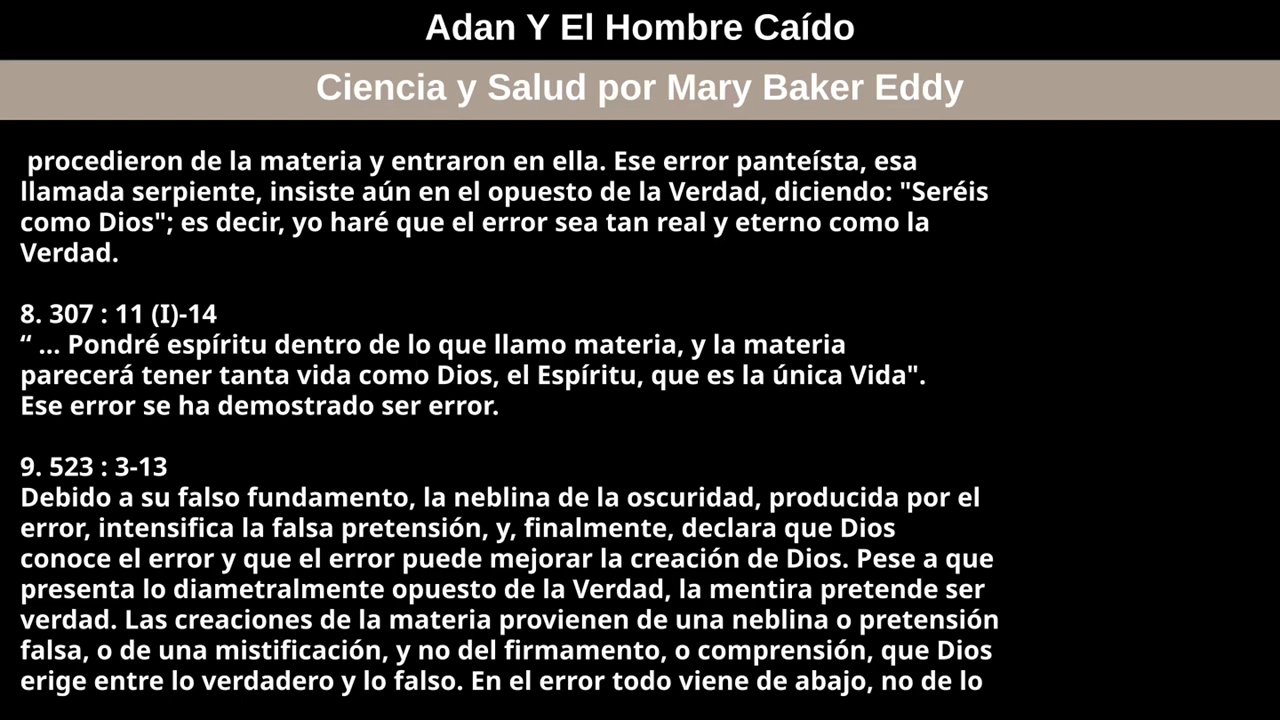 Adan Y El Hombre Caído
Ciencia y Salud por Mary Baker Eddy
procedieron de la materia y entraron en ella. Ese error panteísta, esa
llamada serpiente, insiste aún en el opuesto de la Verdad, diciendo: "Seréis
como Dios"; es decir, yo haré que el error sea tan real y eterno como la
Verdad.
8. 307 : 11 (I)-14
“ ... Pondré espíritu dentro de lo que llamo materia, y la materia
parecerá tener tanta vida como Dios, el Espíritu, que es la única Vida".
Ese error se ha demostrado ser error.
9. 523 : 3-13
Debido a su falso fundamento, la neblina de la oscuridad, producida por el
error, intensifica la falsa pretensión, y, finalmente, declara que Dios
conoce el error y que el error puede mejorar la creación de Dios. Pese a que
presenta lo diametralmente opuesto de la Verdad, la mentira pretende ser
verdad. Las creaciones de la materia provienen de una neblina o pretensión
falsa, o de una mistificación, y no del firmamento, o comprensión, que Dios
erige entre lo verdadero y lo falso. En el error todo viene de abajo, no de lo